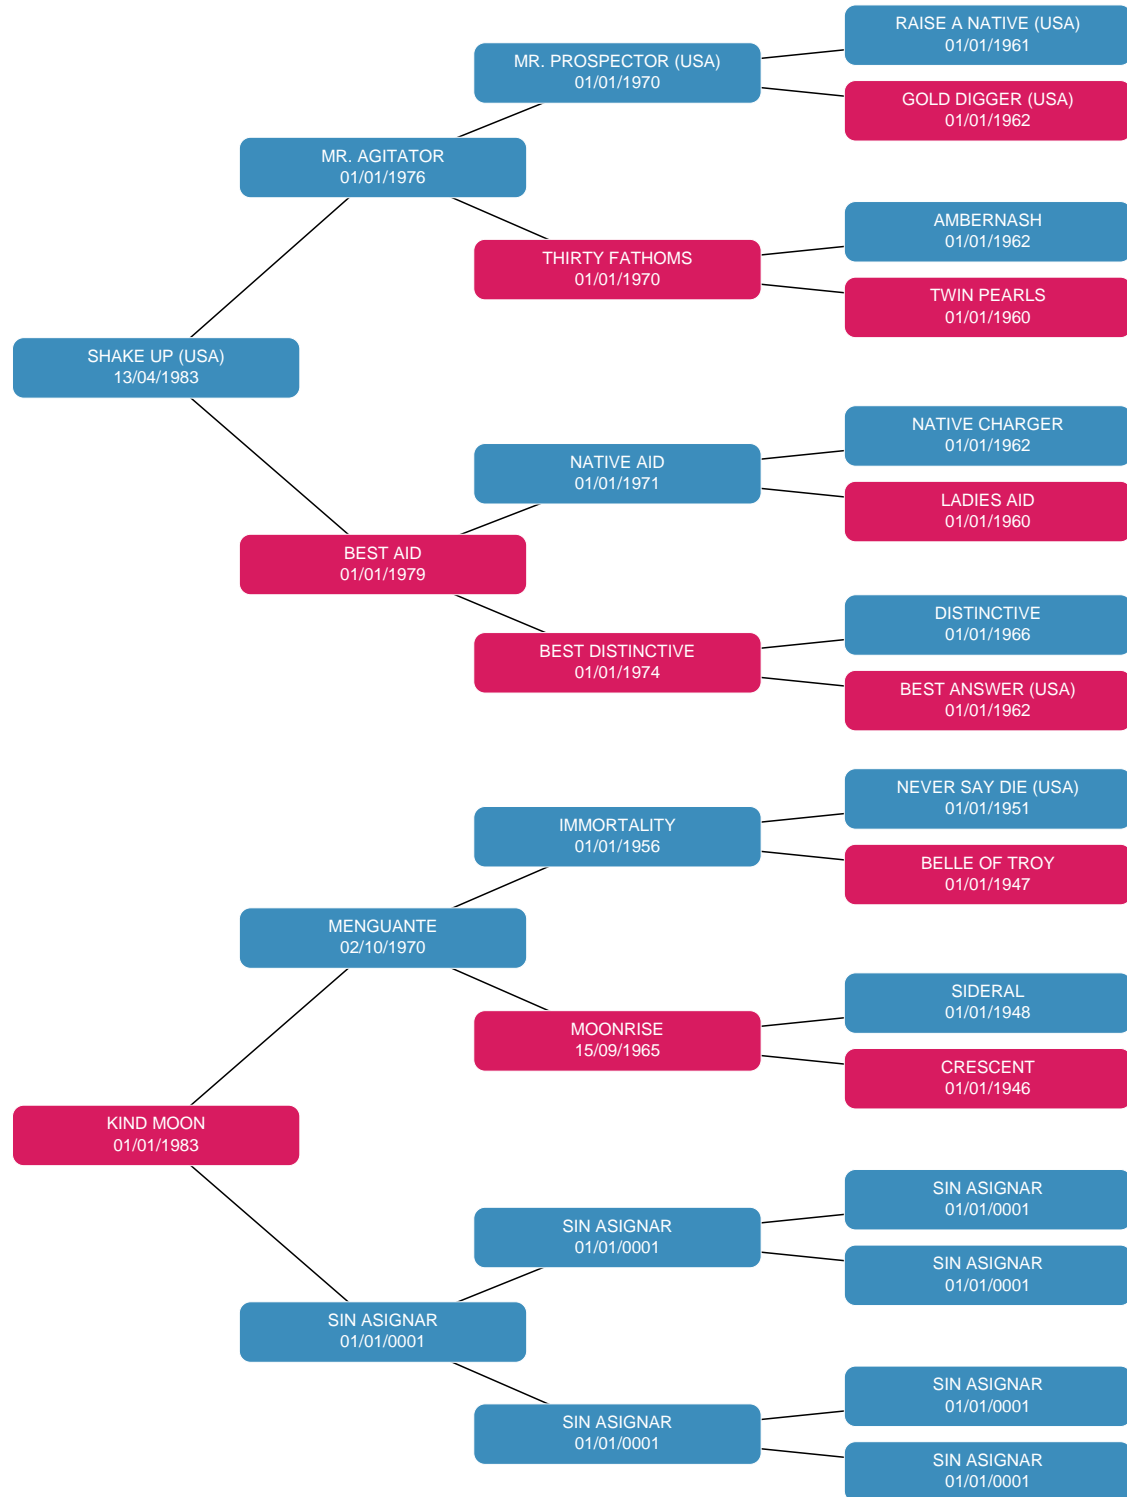 RAISE A NATIVE (USA)
01/01/1961
MR. PROSPECTOR (USA)
01/01/1970
GOLD DIGGER (USA)
01/01/1962
MR. AGITATOR
01/01/1976
AMBERNASH
01/01/1962
THIRTY FATHOMS
01/01/1970
TWIN PEARLS
01/01/1960
SHAKE UP (USA)
13/04/1983
NATIVE CHARGER
01/01/1962
NATIVE AID
01/01/1971
LADIES AID
01/01/1960
BEST AID
01/01/1979
DISTINCTIVE
01/01/1966
BEST DISTINCTIVE
01/01/1974
BEST ANSWER (USA)
01/01/1962
NEVER SAY DIE (USA)
01/01/1951
IMMORTALITY
01/01/1956
BELLE OF TROY
01/01/1947
MENGUANTE
02/10/1970
SIDERAL
01/01/1948
MOONRISE
15/09/1965
CRESCENT
01/01/1946
KIND MOON
01/01/1983
SIN ASIGNAR
01/01/0001
SIN ASIGNAR
01/01/0001
SIN ASIGNAR
01/01/0001
SIN ASIGNAR
01/01/0001
SIN ASIGNAR
01/01/0001
SIN ASIGNAR
01/01/0001
SIN ASIGNAR
01/01/0001